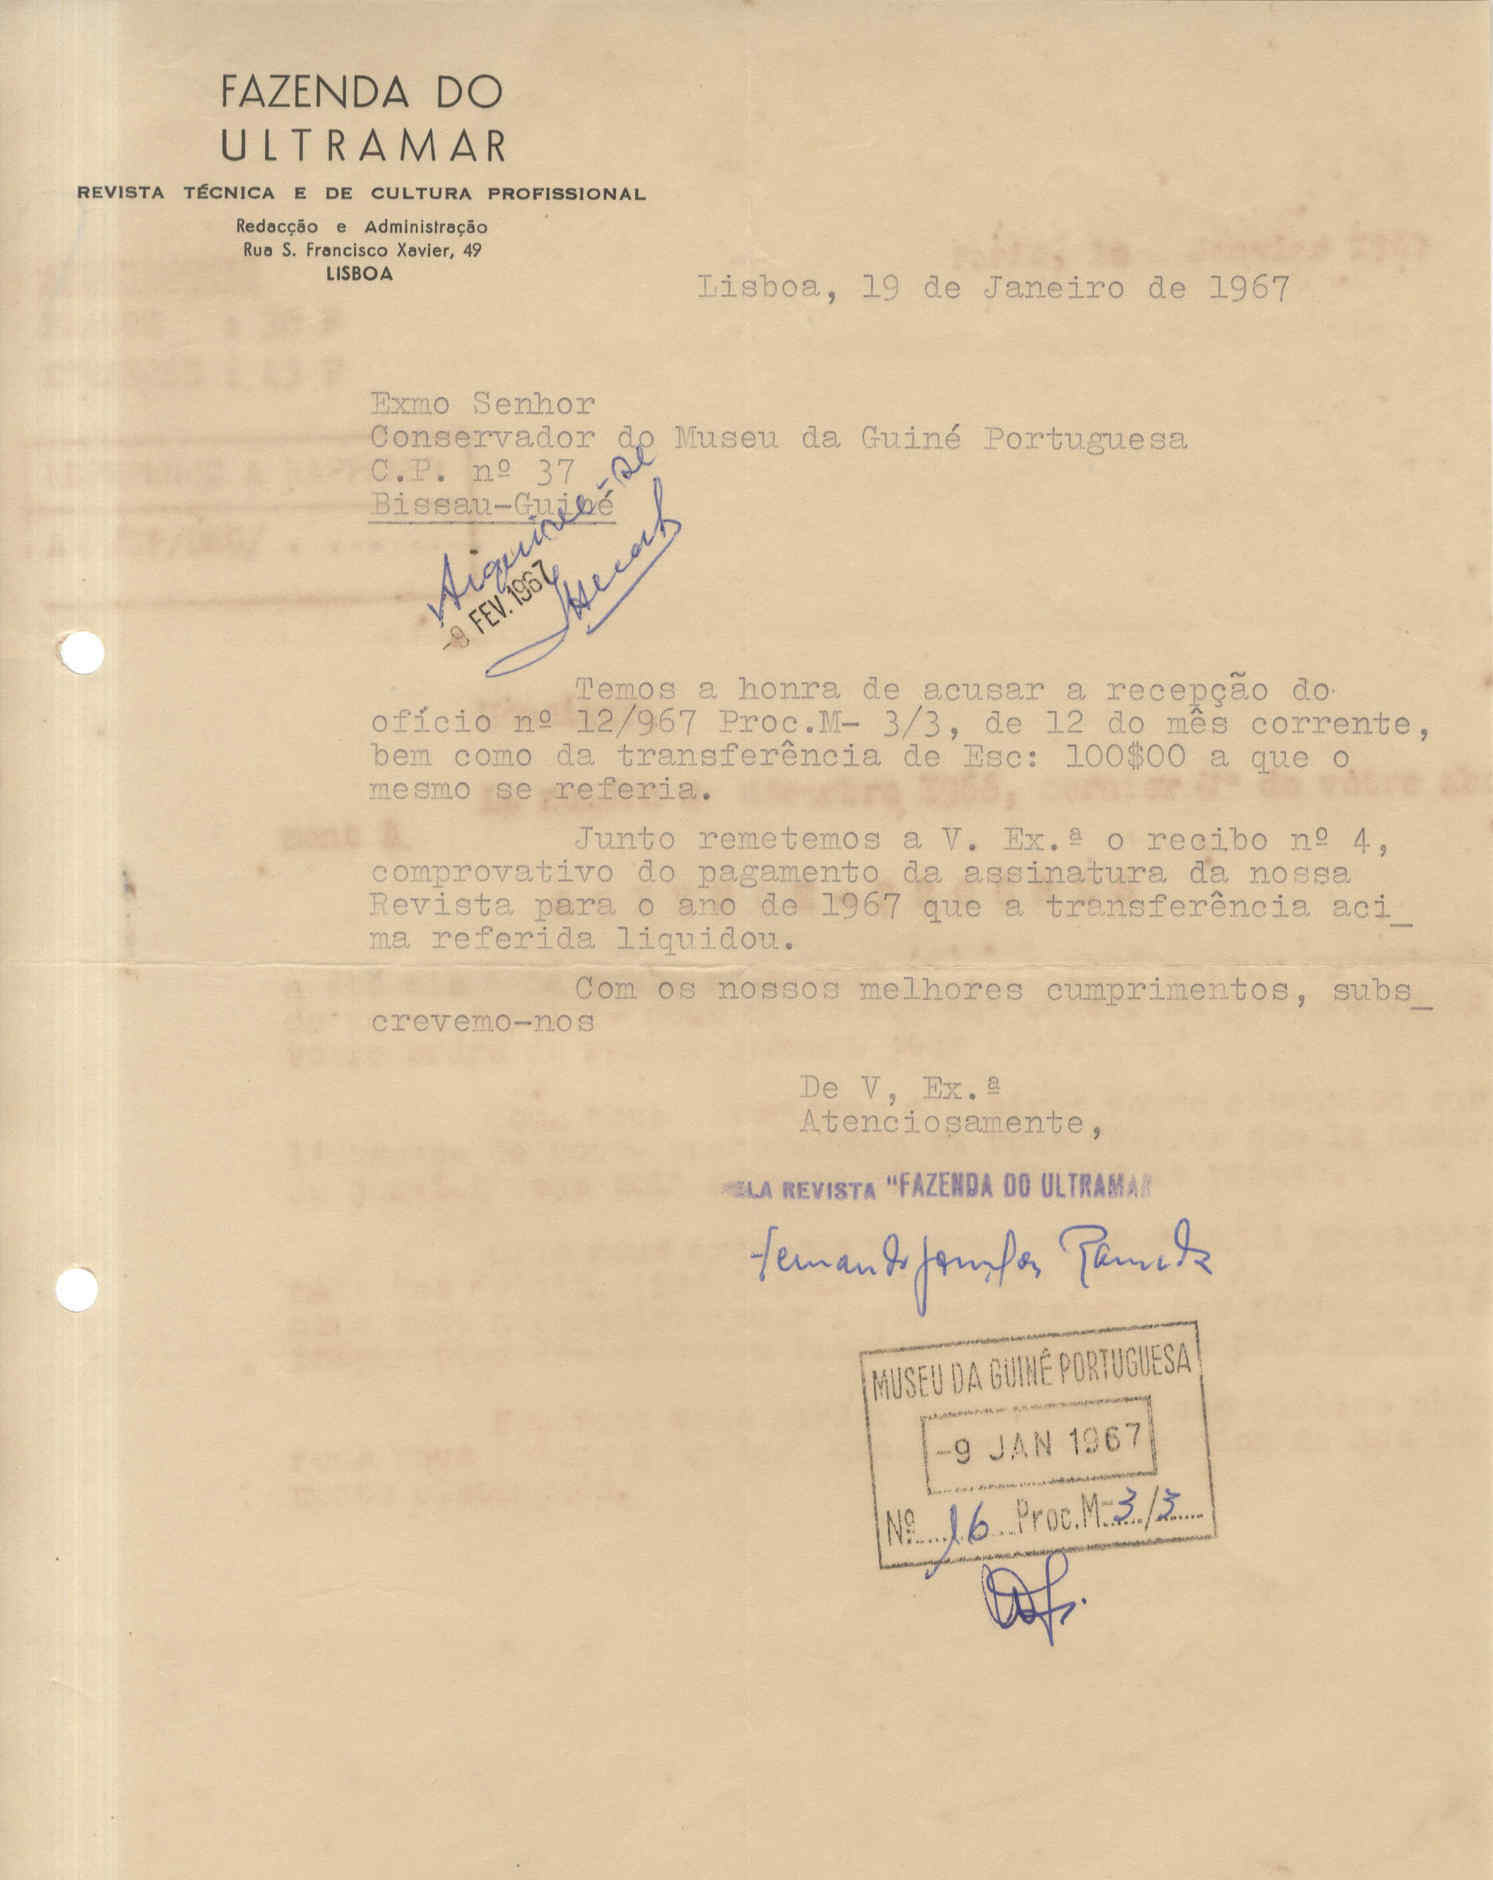 FAZENDA DO
ULTRAMAR
REVISTA TÉCNICA E DE CULTURA PROFISSIONAL
Redacção e Administração
Rua S. Francisco Xavier, 49
LISBOA
Lisboa, 19 de Janeiro de 1967
Exmo Senhor
Conservador do Museu da Guiné Portuguesa
C.P. nº 37
Bissau-Guiné
Arquive-se
-9 FEV. 1967
Temos a honra de acusar a recepção do
ofício nº 12/967 Proc.M- 3/3, de 12 do mês corrente,
bem como da transferência de Esc: 100$00 a que o
mesmo se referia.
Junto remetemos a V. Ex.ª o recibo nº 4,
comprovativo do pagamento da assinatura da nossa
Revista para o ano de 1967 que a transferência aci_
ma referida liquidou.
Com os nossos melhores cumprimentos, subs_
crevemo-nos
De V, Ex.ª
Atenciosamente,
ELA REVISTA "FAZENDA DO ULTRAMAR
Fernando
MUSEU DA GUINÉ PORTUGUESA
-9 JAN 1967
Nº 16 Proc.M-3/3